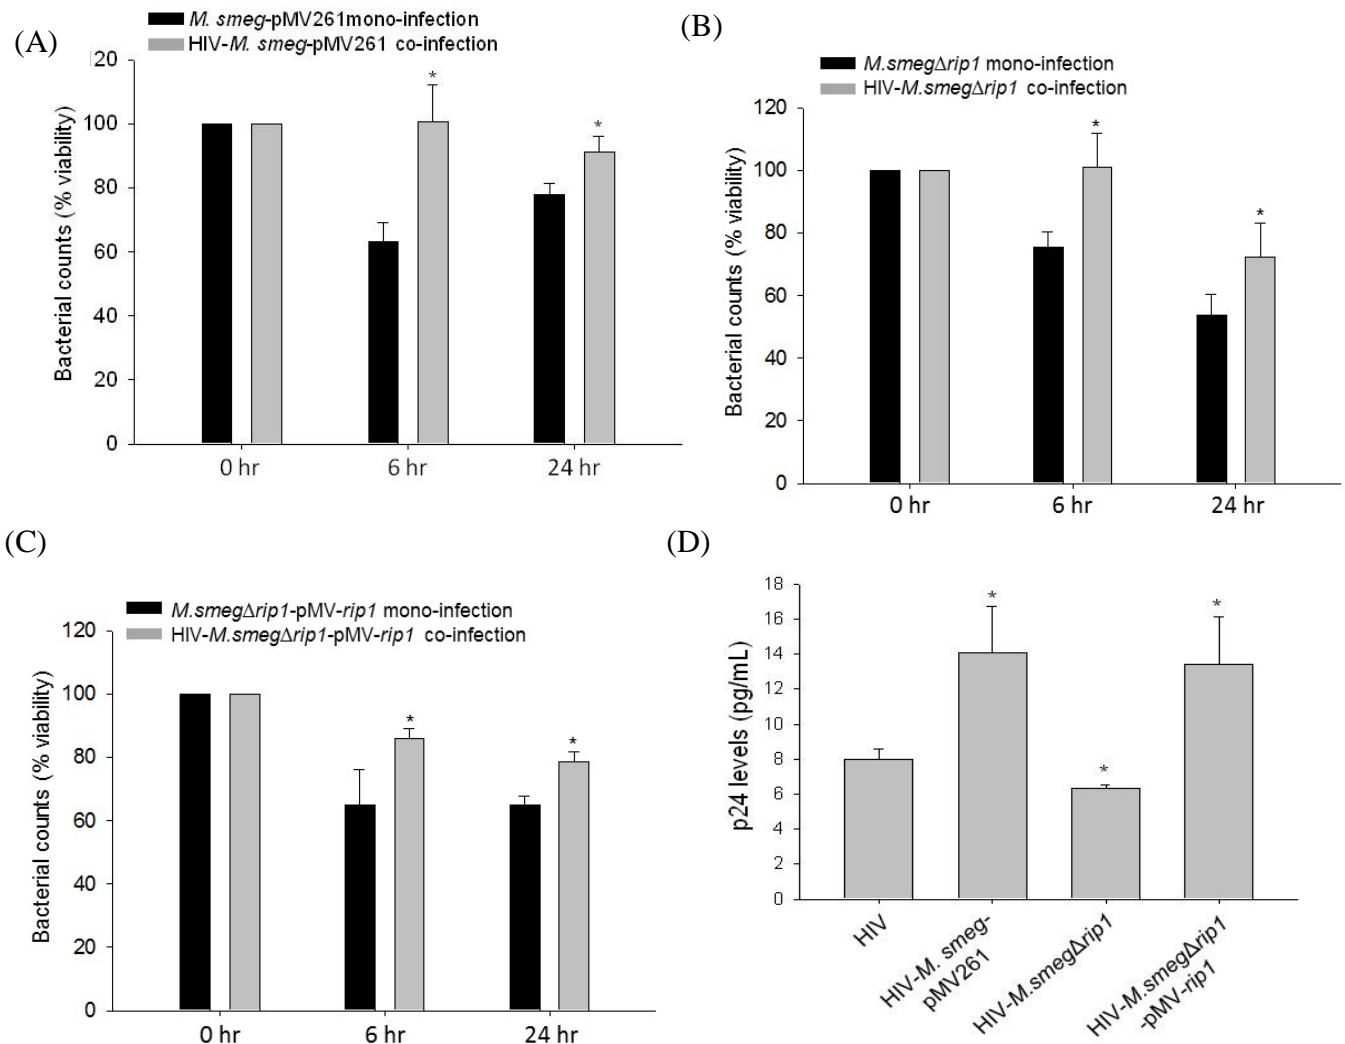 (A)
M. smeg-pMV261mono-infection
HIV-M. smeg-pMV261 co-infection
Bacterial counts (% viability)
20
100
80
60
40
20
0
*
*
0 hr
6 hr
24 hr
(B)
M.smegΔrip1 mono-infection
HIV-M.smegΔrip1 co-infection
Bacterial counts (% viability)
120
100
80
60
40
20
0
*
*
0 hr
6 hr
24 hr
(C)
M.smegΔrip1-pMV-rip1 mono-infection
HIV-M.smegΔrip1-pMV-rip1 co-infection
Bacterial counts (% viability)
120
100
80
60
40
20
0
*
*
0 hr
6 hr
24 hr
(D)
p24 levels (pg/mL)
18
16
14
12
10
8
6
4
2
0
*
*
*
HIV
HIV-M. smeg-
pMV261
HIV-M.smegΔrip1
HIV-M.smegΔrip1
-pMV-rip1